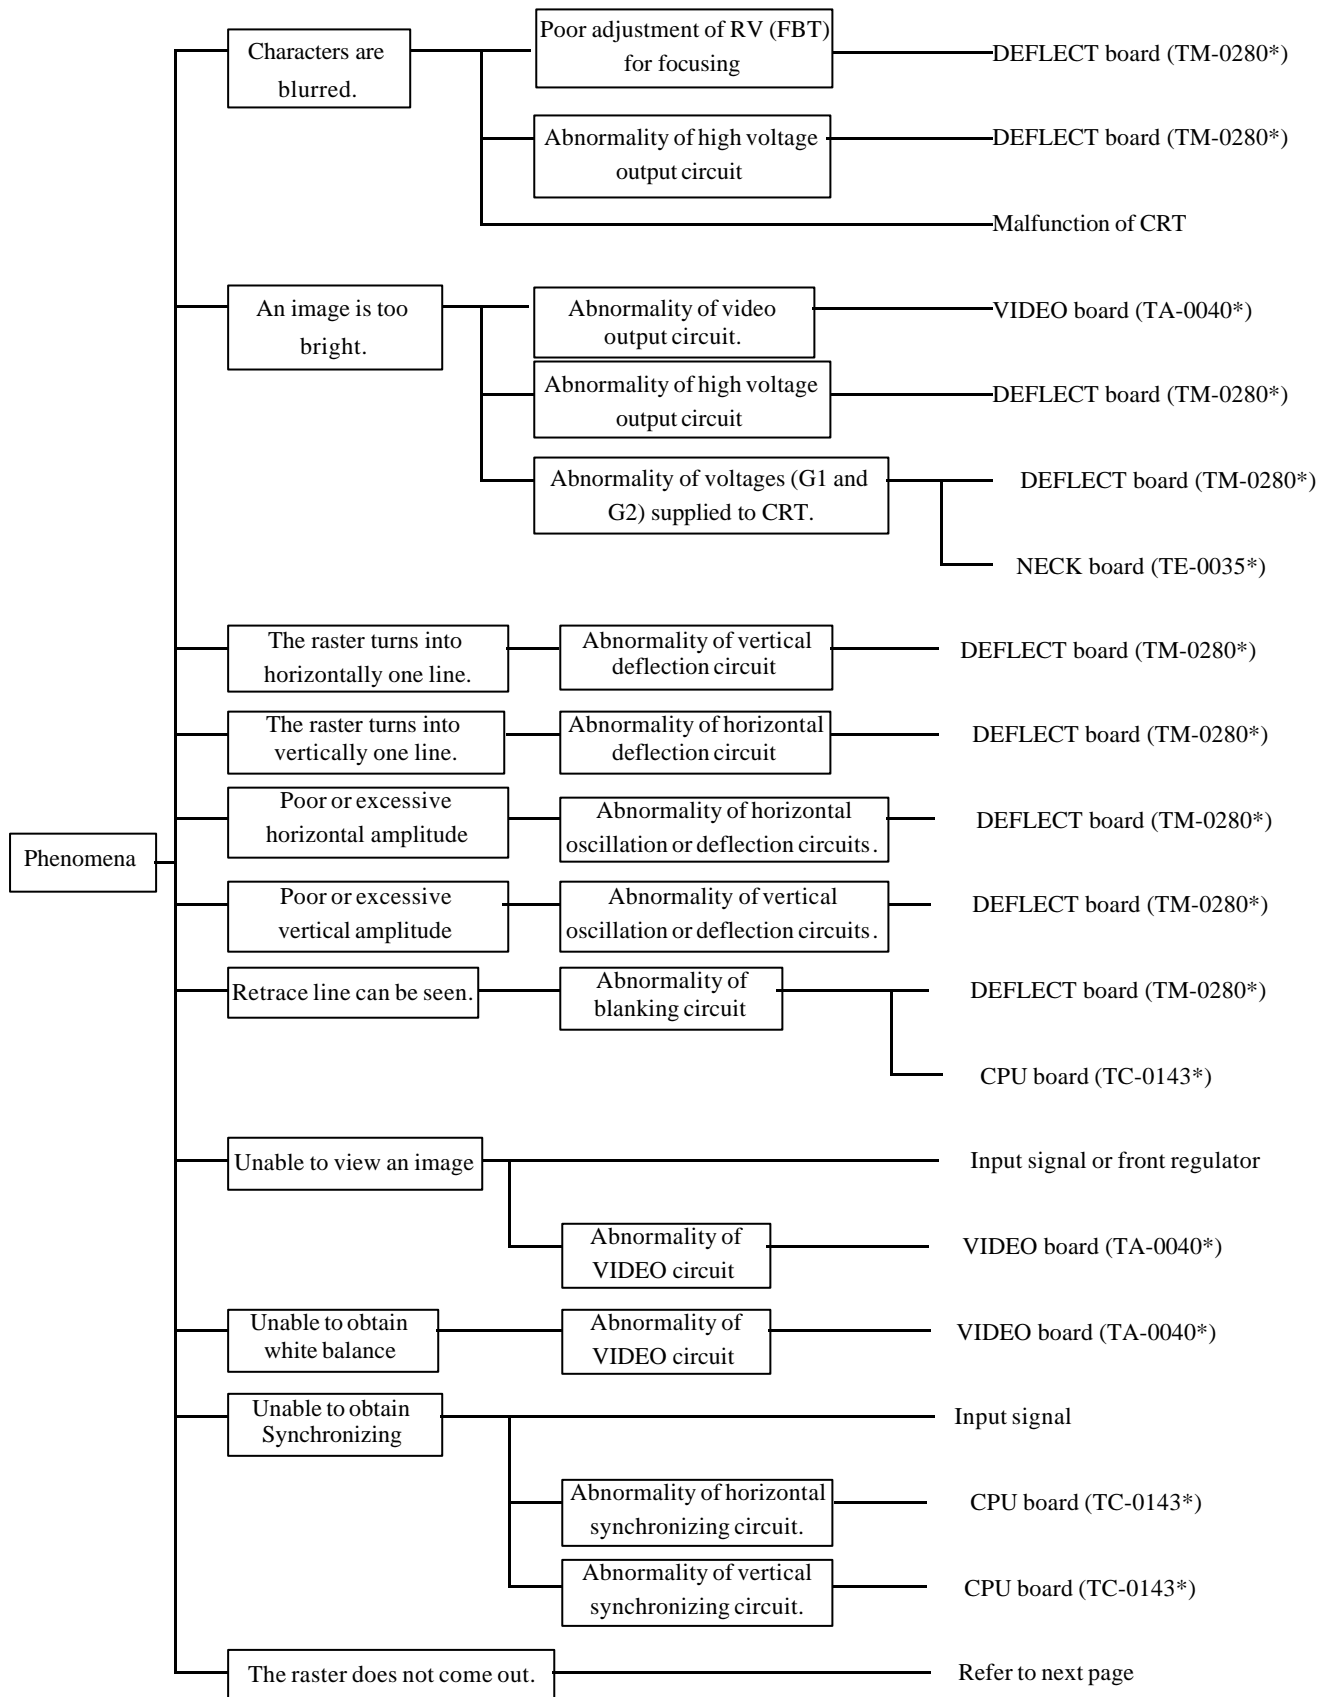 Phenomena
Characters are
blurred.
Poor adjustment of RV (FBT)
for focusing
DEFLECT board (TM-0280*)
Abnormality of high voltage
output circuit
DEFLECT board (TM-0280*)
Malfunction of CRT
An image is too
bright.
Abnormality of video
output circuit.
VIDEO board (TA-0040*)
Abnormality of high voltage
output circuit
DEFLECT board (TM-0280*)
Abnormality of voltages (G1 and
G2) supplied to CRT.
DEFLECT board (TM-0280*)
NECK board (TE-0035*)
The raster turns into
horizontally one line.
Abnormality of vertical
deflection circuit
DEFLECT board (TM-0280*)
The raster turns into
vertically one line.
Abnormality of horizontal
deflection circuit
DEFLECT board (TM-0280*)
Poor or excessive
horizontal amplitude
Abnormality of horizontal
oscillation or deflection circuits.
DEFLECT board (TM-0280*)
Poor or excessive
vertical amplitude
Abnormality of vertical
oscillation or deflection circuits.
DEFLECT board (TM-0280*)
Retrace line can be seen.
Abnormality of
blanking circuit
DEFLECT board (TM-0280*)
CPU board (TC-0143*)
Unable to view an image
Input signal or front regulator
Abnormality of
VIDEO circuit
VIDEO board (TA-0040*)
Unable to obtain
white balance
Abnormality of
VIDEO circuit
VIDEO board (TA-0040*)
Unable to obtain
Synchronizing
Input signal
Abnormality of horizontal
synchronizing circuit.
CPU board (TC-0143*)
Abnormality of vertical
synchronizing circuit.
CPU board (TC-0143*)
The raster does not come out.
Refer to next page